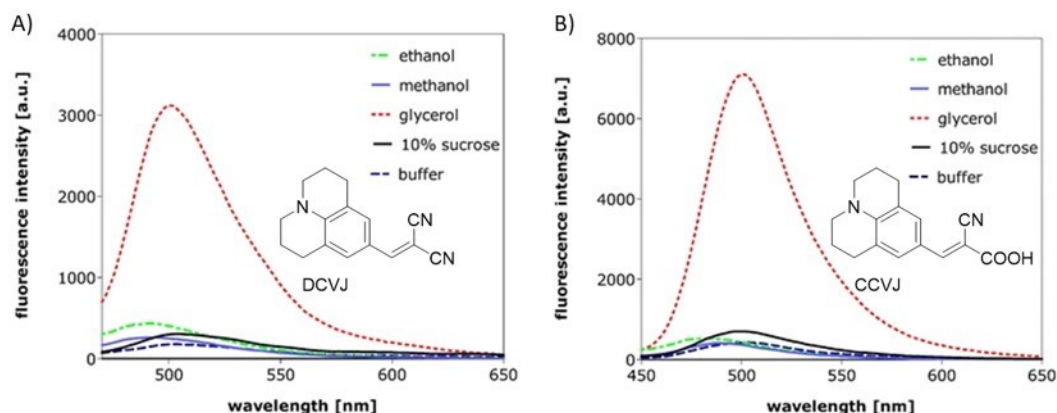 A)
4000
3000
2000
1000
0
fluorescence intensity [a.u.]
ethanol
methanol
glycerol
10% sucrose
buffer
N
CN
CN
DCVJ
500
550
600
650
wavelength [nm]
B)
8000
6000
4000
2000
0
fluorescence intensity [a.u.]
ethanol
methanol
glycerol
10% sucrose
buffer
N
CN
COOH
CCVJ
450
500
550
600
650
wavelength [nm]